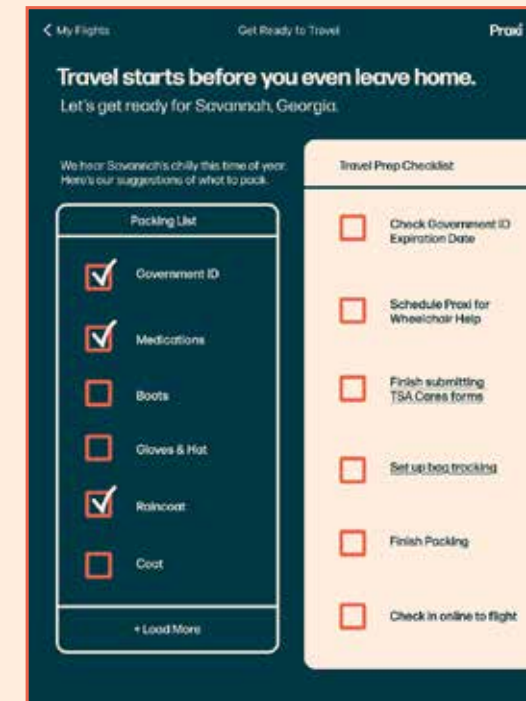 My Flights
Get Ready to Travel
Proxi
Travel starts before you even leave home.
Let's get ready for Savannah, Georgia.
We hear Savannah's chilly this time of year.
Here's our suggestions of what to pack.
Packing List
Government ID
Medications
Boots
Gloves & Hat
Raincoat
Coat
+ Load More
Travel Prep Checklist
Check Government ID
Expiration Date
Schedule Proxi for
Wheelchair Help
Finish submitting
TSA Cares forms
Set up bag tracking
Finish Packing
Check in online to flight